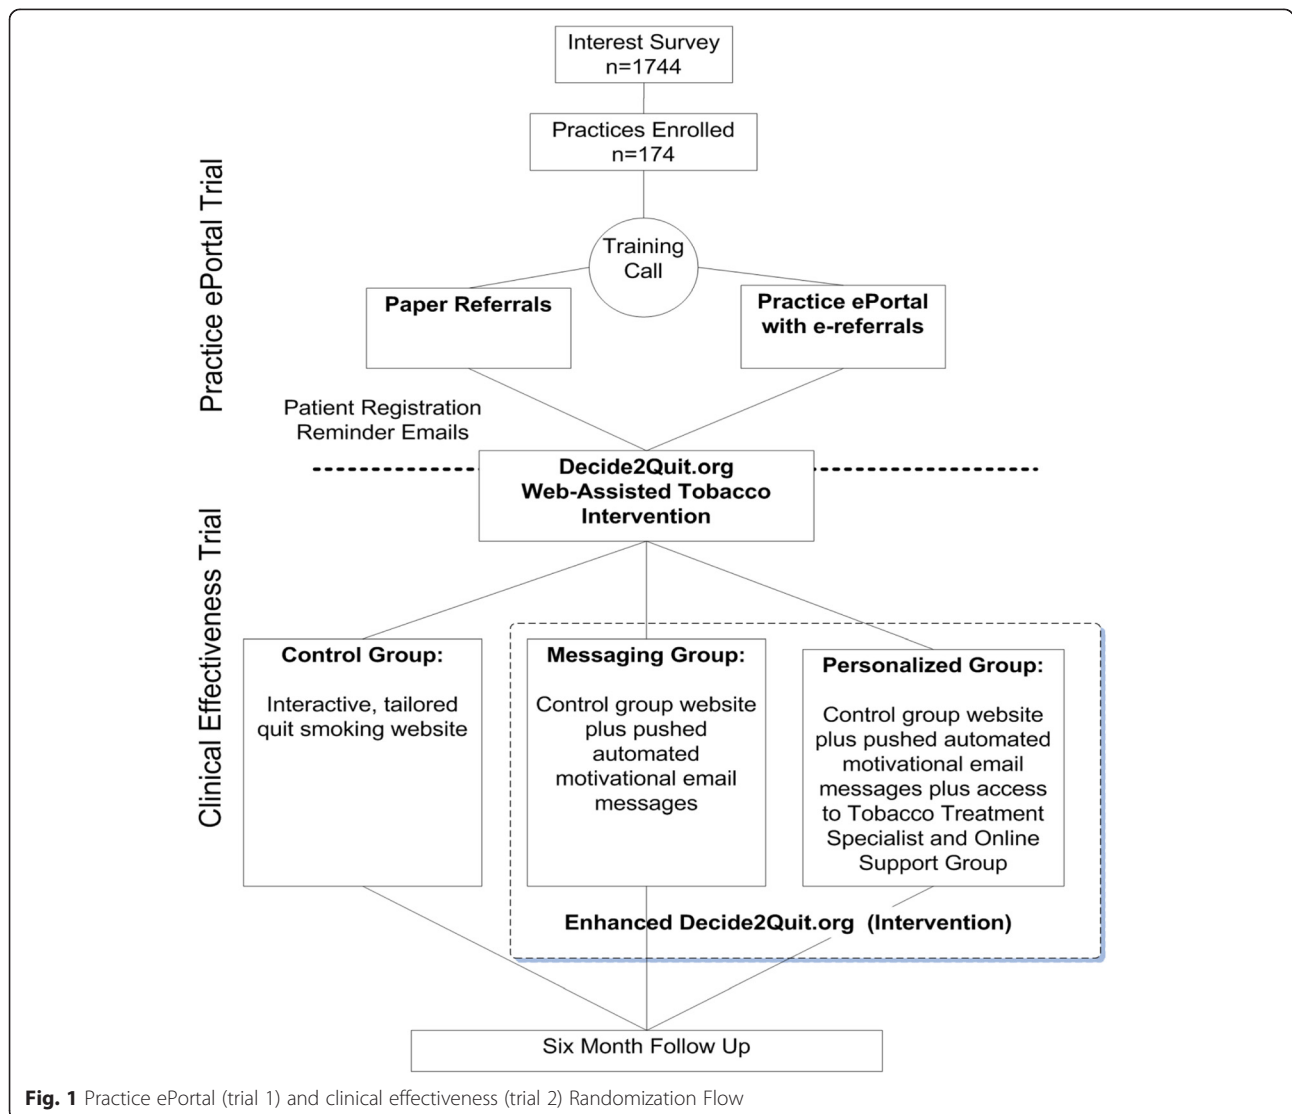 Interest Survey
n=1744
Practices Enrolled
n=174
Practice ePortal Trial
Training
Call
Paper Referrals
Practice ePortal
with e-referrals
Patient Registration
Reminder Emails
Decide2Quit.org
Web-Assisted Tobacco
Intervention
Clinical Effectiveness Trial
Control Group:
Interactive, tailored
quit smoking website
Messaging Group:
Control group website
plus pushed
automated
motivational email
messages
Personalized Group:
Control group website
plus pushed automated
motivational email
messages plus access
to Tobacco Treatment
Specialist and Online
Support Group
Enhanced Decide2Quit.org (Intervention)
Six Month Follow Up
Fig. 1 Practice ePortal (trial 1) and clinical effectiveness (trial 2) Randomization Flow